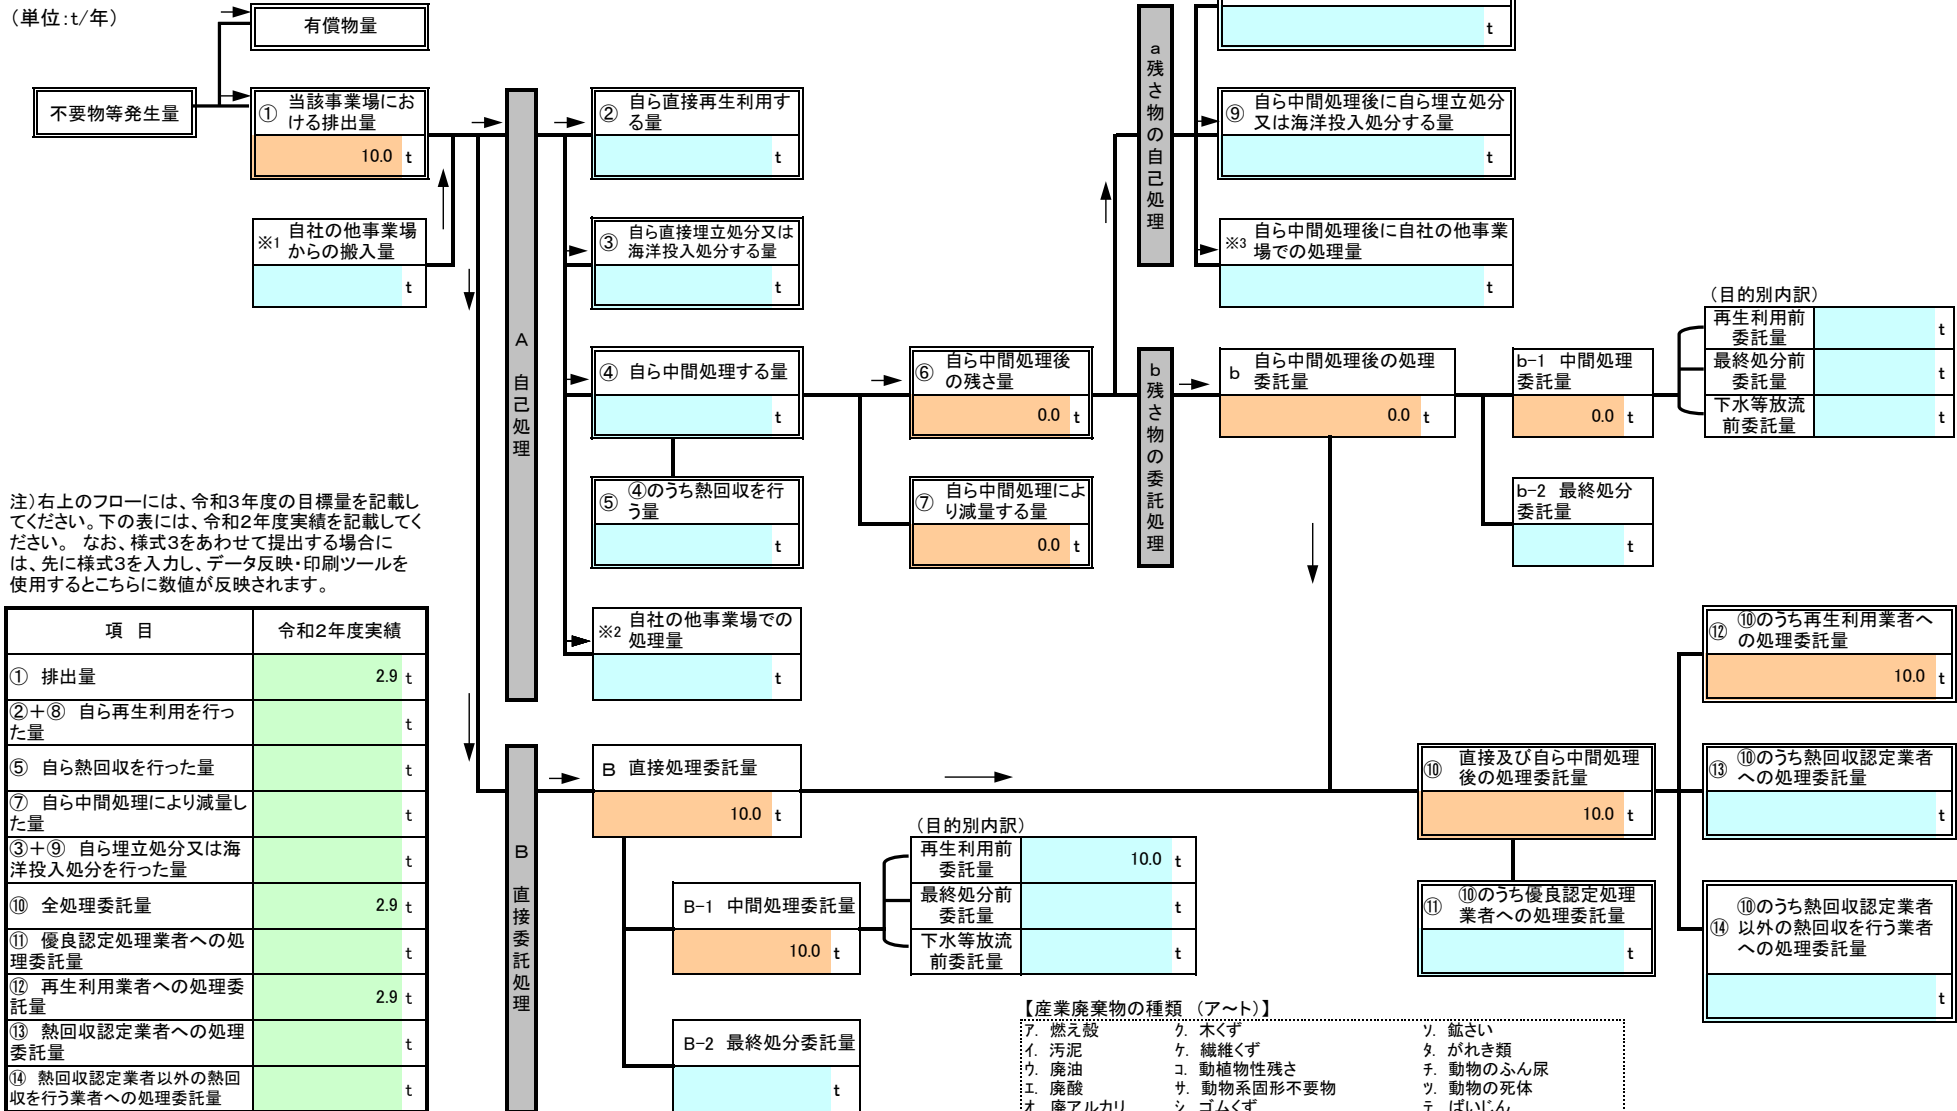 （単位：t/年）
有償物量
不要物等発生量
① 当該事業場にお
ける排出量
10.0 t
※1 自社の他事業場
からの搬入量
t
A 自己処理
② 自ら直接再生利用す
る量
t
③ 自ら直接埋立処分又は
海洋投入処分する量
t
④ 自ら中間処理する量
t
⑤ ④のうち熱回収を行
う量
t
※2 自社の他事業場での
処理量
t
⑥ 自ら中間処理後
の残さ量
0.0 t
⑦ 自ら中間処理によ
り減量する量
0.0 t
a残さ物の自己処理
t
⑨ 自ら中間処理後に自ら埋立処分
又は海洋投入処分する量
t
※3 自ら中間処理後に自社の他事業
場での処理量
t
b残さ物の委託処理
b 自ら中間処理後の処理
委託量
0.0 t
b-1 中間処理
委託量
0.0 t
（目的別内訳）
再生利用前
委託量
t
最終処分前
委託量
t
下水等放流
前委託量
t
b-2 最終処分
委託量
t
注）右上のフローには、令和３年度の目標量を記載し
てください。下の表には、令和２年度実績を記載してく
ださい。 なお、様式３をあわせて提出する場合に
は、先に様式３を入力し、データ反映・印刷ツールを
使用するとこちらに数値が反映されます。
項 目 令和２年度実績
① 排出量 2.9 t
②＋⑧ 自ら再生利用を行っ
た量
t
⑤ 自ら熱回収を行った量 t
⑦ 自ら中間処理により減量し
た量
t
③＋⑨ 自ら埋立処分又は海
洋投入処分を行った量
t
⑩ 全処理委託量 2.9 t
⑪ 優良認定処理業者への処
理委託量
t
⑫ 再生利用業者への処理委
託量
2.9 t
⑬ 熱回収認定業者への処理
委託量
t
⑭ 熱回収認定業者以外の熱回
収を行う業者への処理委託量
t
B 直接委託処理
B 直接処理委託量
10.0 t
B-1 中間処理委託量
10.0 t
（目的別内訳）
再生利用前
委託量
10.0 t
最終処分前
委託量
t
下水等放流
前委託量
t
B-2 最終処分委託量
t
⑩ 直接及び自ら中間処理
後の処理委託量
10.0 t
⑪ ⑩のうち優良認定処理
業者への処理委託量
t
⑫ ⑩のうち再生利用業者へ
の処理委託量
10.0 t
⑬ ⑩のうち熱回収認定業者
への処理委託量
t
⑭ ⑩のうち熱回収認定業者
以外の熱回収を行う業者
への処理委託量
t
【産業廃棄物の種類 （ア～ト）】
ア. 燃え殻 ク. 木くず ソ. 鉱さい
イ. 汚泥 ケ. 繊維くず タ. がれき類
ウ. 廃油 コ. 動植物性残さ チ. 動物のふん尿
エ. 廃酸 サ. 動物系固形不要物 ツ. 動物の死体
オ. 廃アルカリ シ. ゴムくず テ. ばいじん